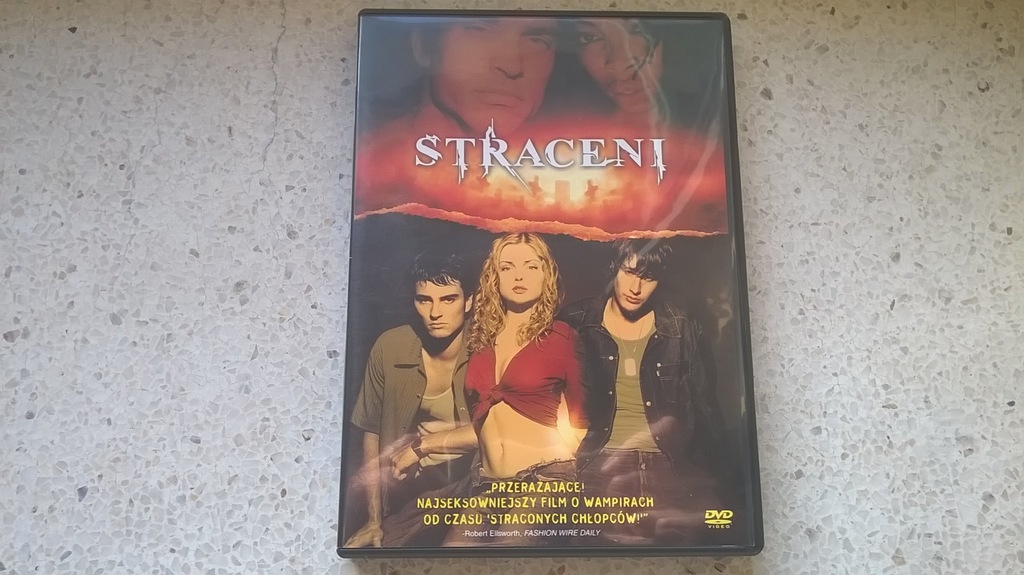 STRACENI
„PRZERAŻAJĄCE!
NAJSEKSOWNIEJSZY FILM O WAMPIRACH
OD CZASU 'STRACONYCH CHŁOPCÓW!'"
-Robert Ellsworth, FASHION WIRE DAILY
DVD
VIDEO